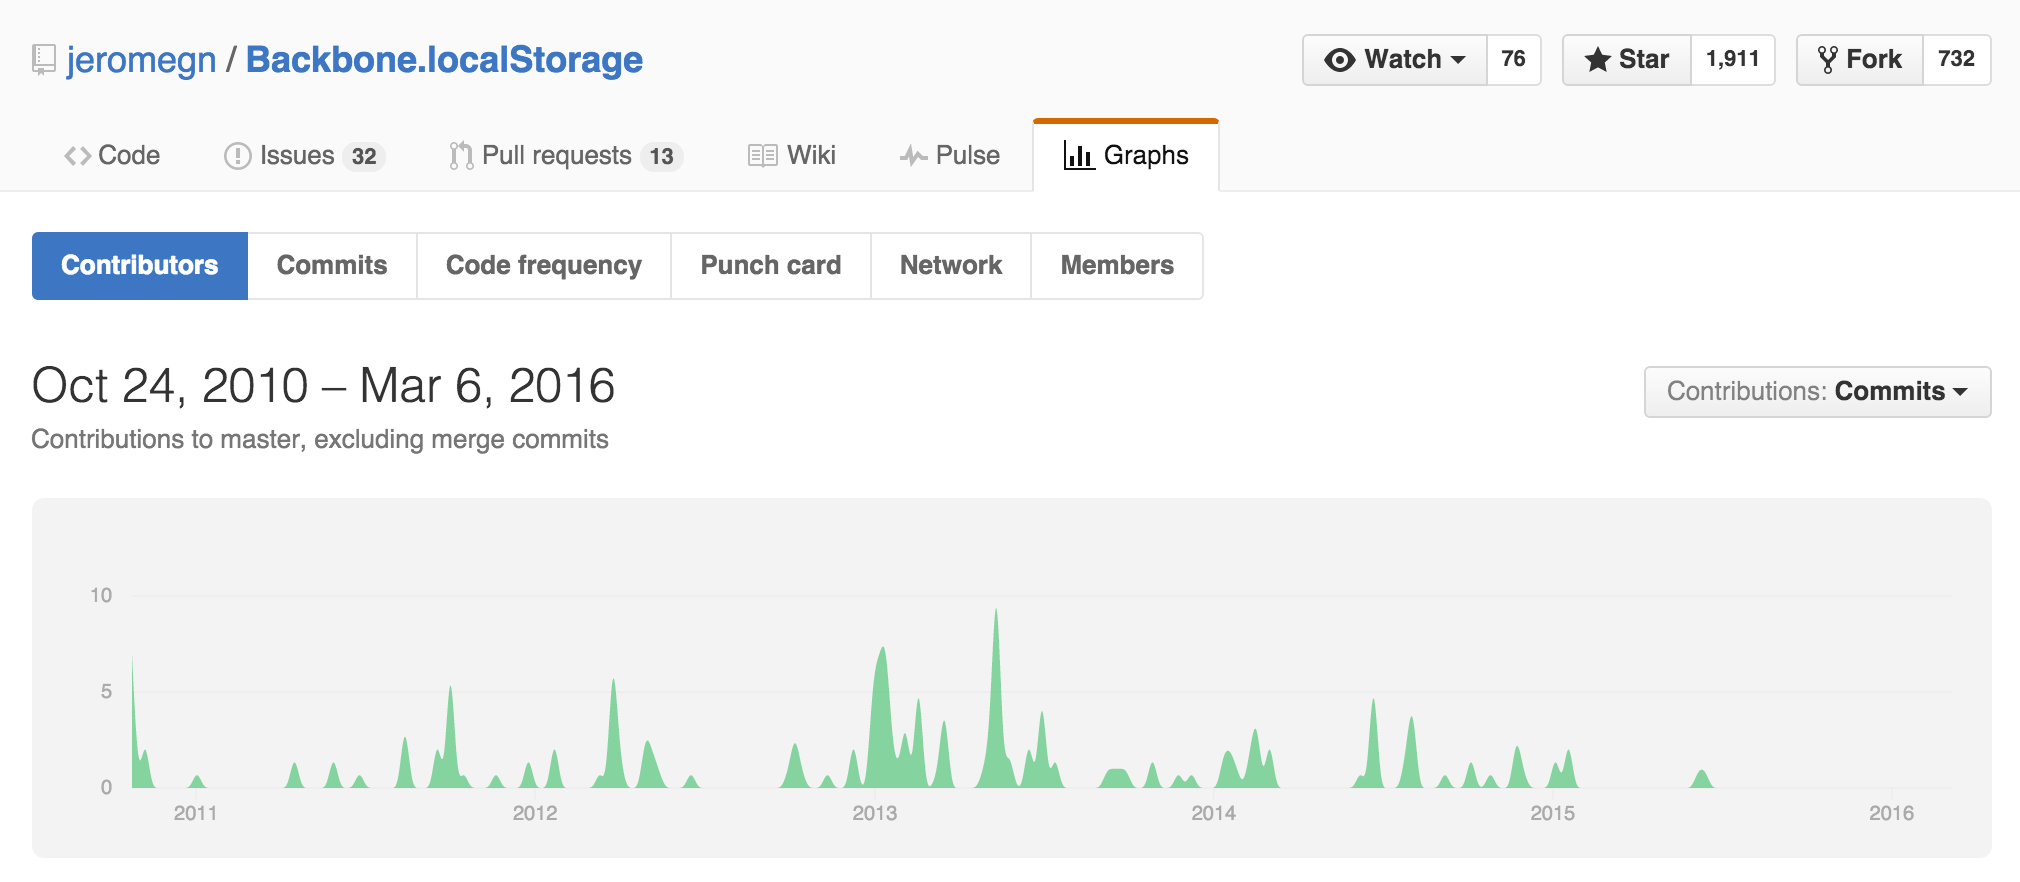 jeromegn / Backbone.localStorage Watch 76 Star 1,911 Fork 732
Code Issues 32 Pull requests 13 Wiki Pulse Graphs
Contributors Commits Code frequency Punch card Network Members
Oct 24, 2010 – Mar 6, 2016
Contributions: Commits
Contributions to master, excluding merge commits
10
5
0
2011 2012 2013 2014 2015 2016